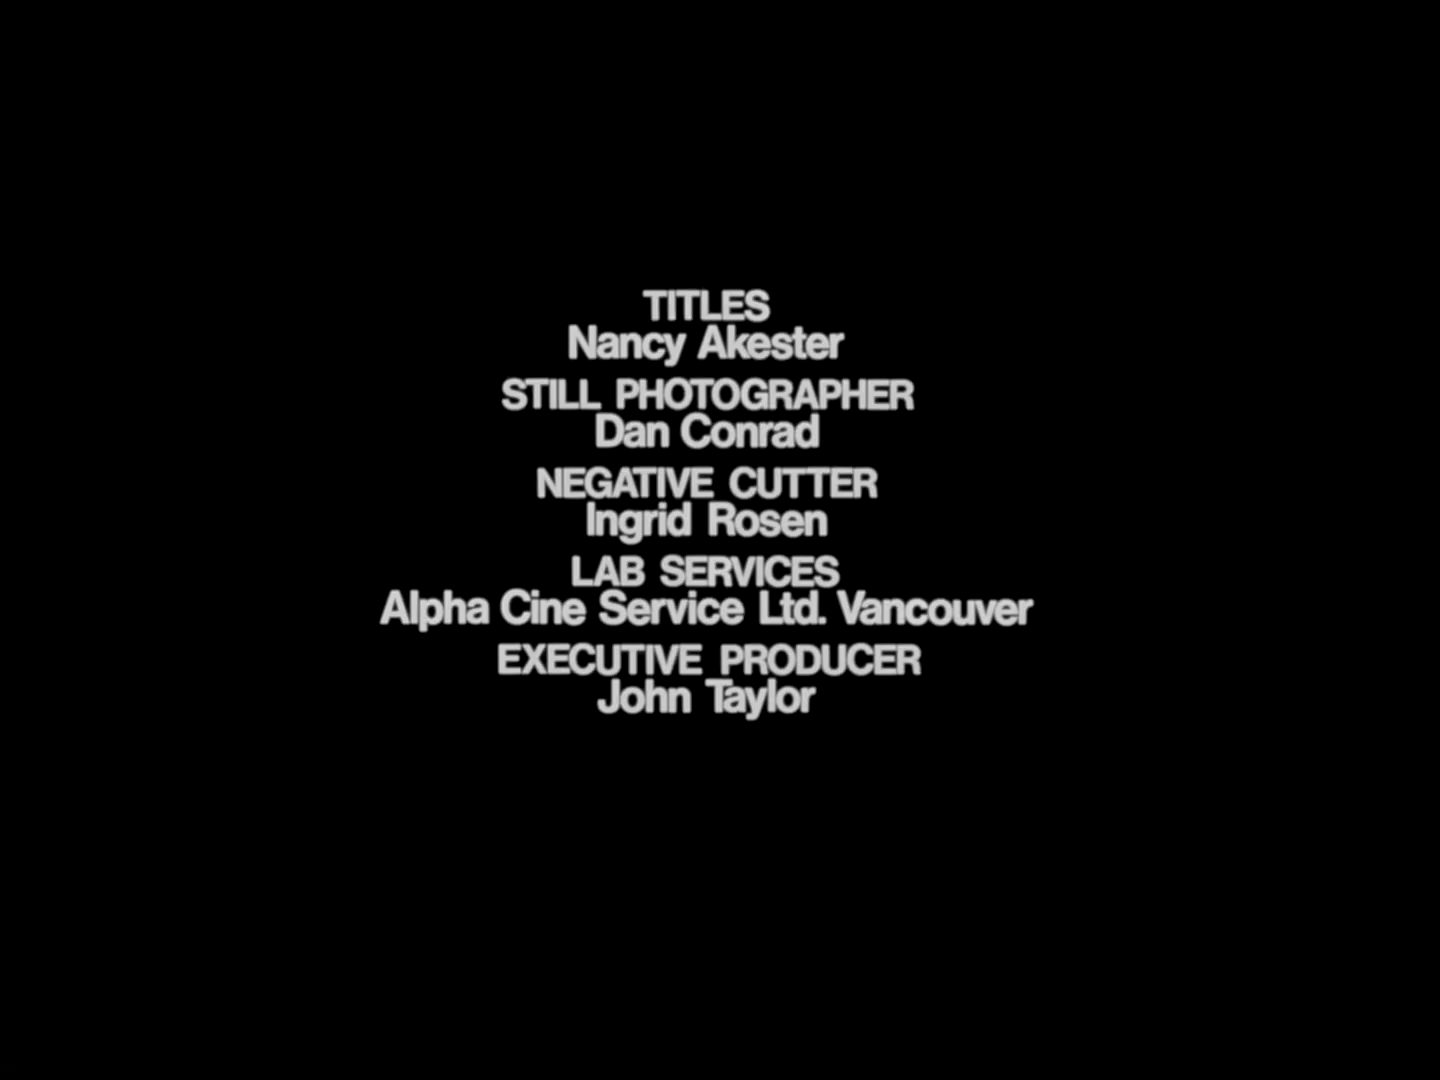 TITLES
Nancy Akester
STILL PHOTOGRAPHER
Dan Conrad
NEGATIVE CUTTER
Ingrid Rosen
LAB SERVICES
Alpha Cine Service Ltd. Vancouver
EXECUTIVE PRODUCER
John Taylor